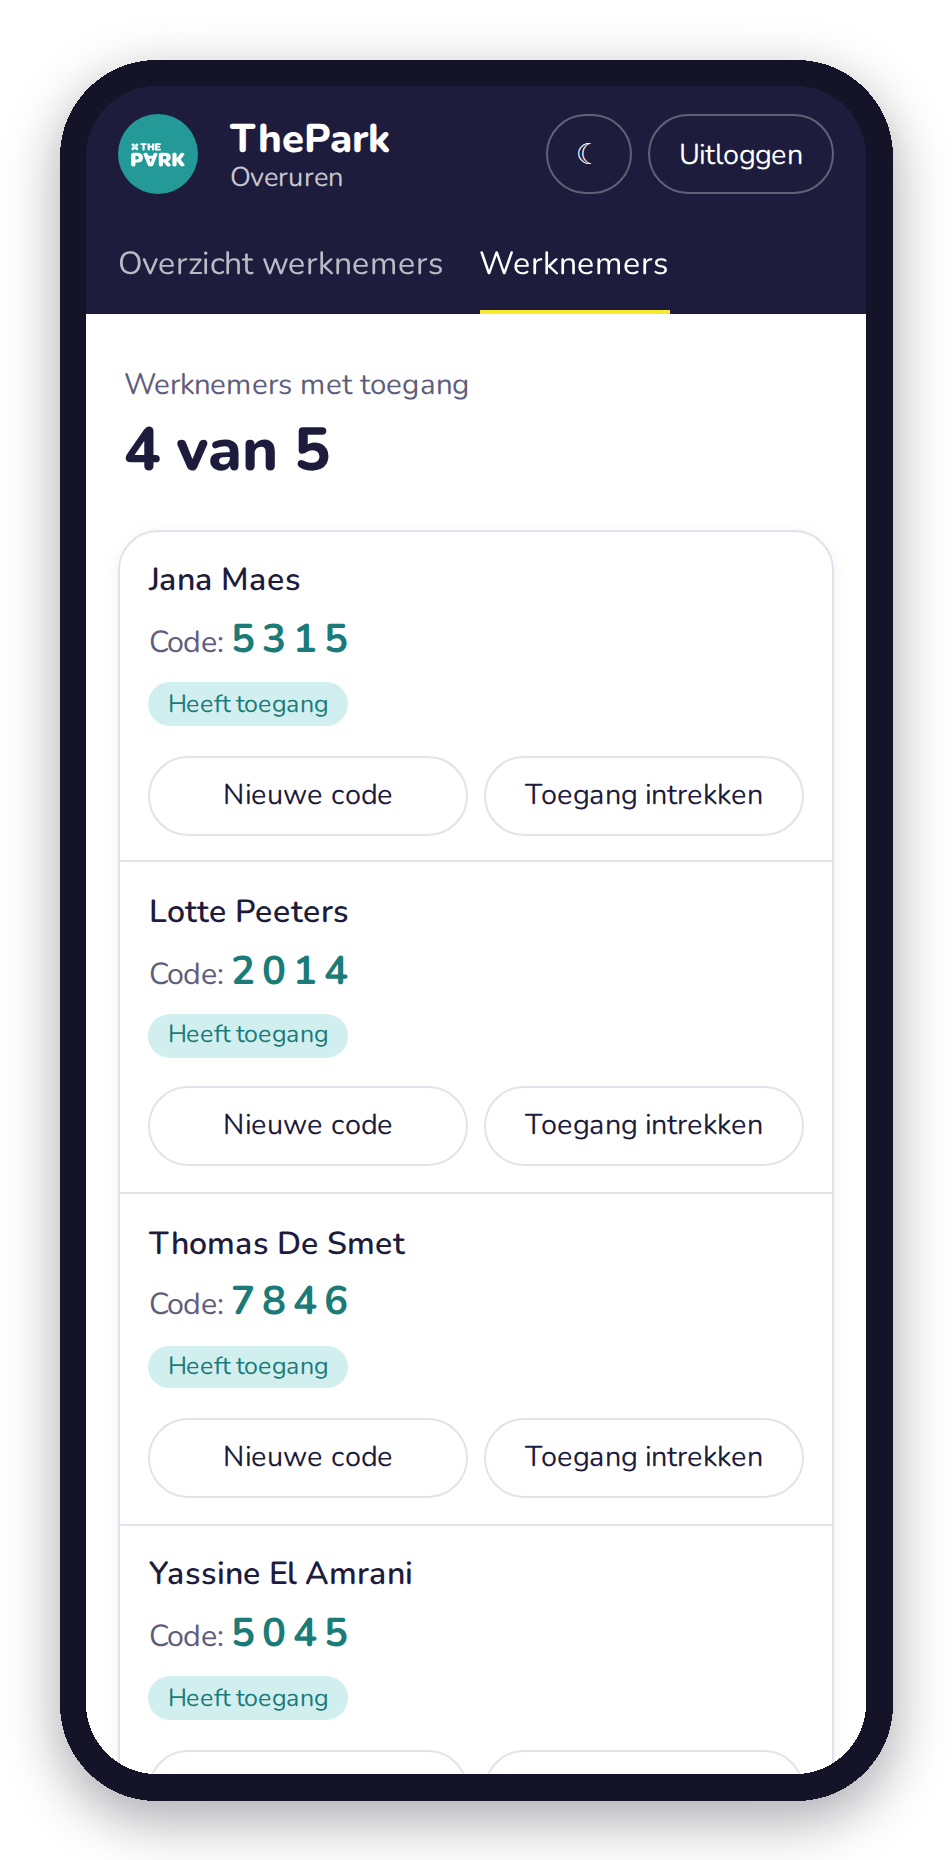 THE
PARK
ThePark
Overuren
☾
Uitloggen
Overzicht werknemers
Werknemers
Werknemers met toegang
4 van 5
Jana Maes
Code: 5315
Heeft toegang
Nieuwe code
Toegang intrekken
Lotte Peeters
Code: 2014
Heeft toegang
Nieuwe code
Toegang intrekken
Thomas De Smet
Code: 7846
Heeft toegang
Nieuwe code
Toegang intrekken
Yassine El Amrani
Code: 5045
Heeft toegang